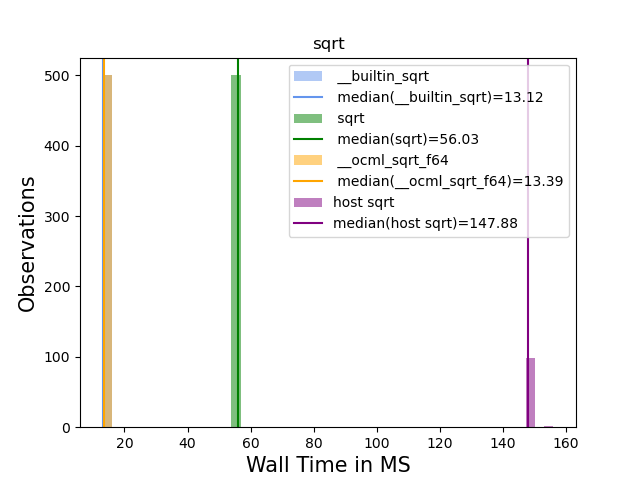 sqrt
Observations
500
400
300
200
100
0
__builtin_sqrt
median(__builtin_sqrt)=13.12
sqrt
median(sqrt)=56.03
__ocml_sqrt_f64
median(__ocml_sqrt_f64)=13.39
host sqrt
median(host sqrt)=147.88
20 40 60 80 100 120 140 160
Wall Time in MS